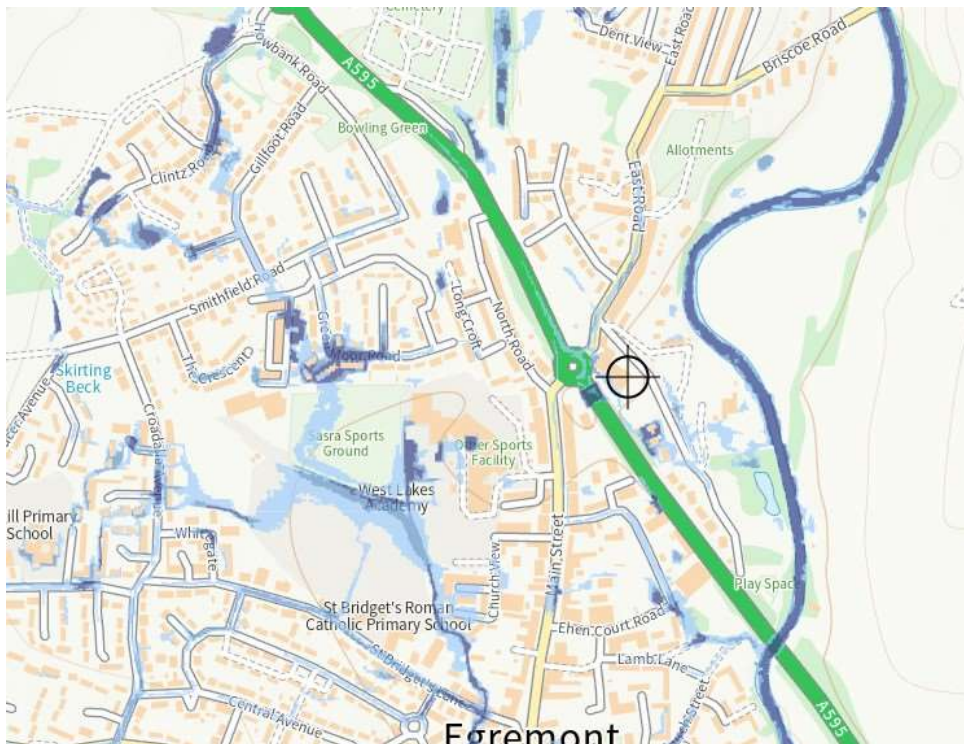 Cemetery
Dent View
East Road
Briscoe Road
Howbank Road
A595
Gillfoot Road
Bowling Green
Clintz Road
Allotments
East Road
Smithfield Road
Long Croft
North Road
Moor Road
The Crescent
Skirting
Beck
Croadalla Avenue
Sports
Ground
Other Sports
Facility
West Lakes
Academy
ill Primary
School
Whitegate
Church View
Main Street
Play Spac
St Bridget's Roman
Catholic Primary School
Ehen Court Road
St Bridget's Lane
Lamb Lane
Central Avenue
A595
Egremont